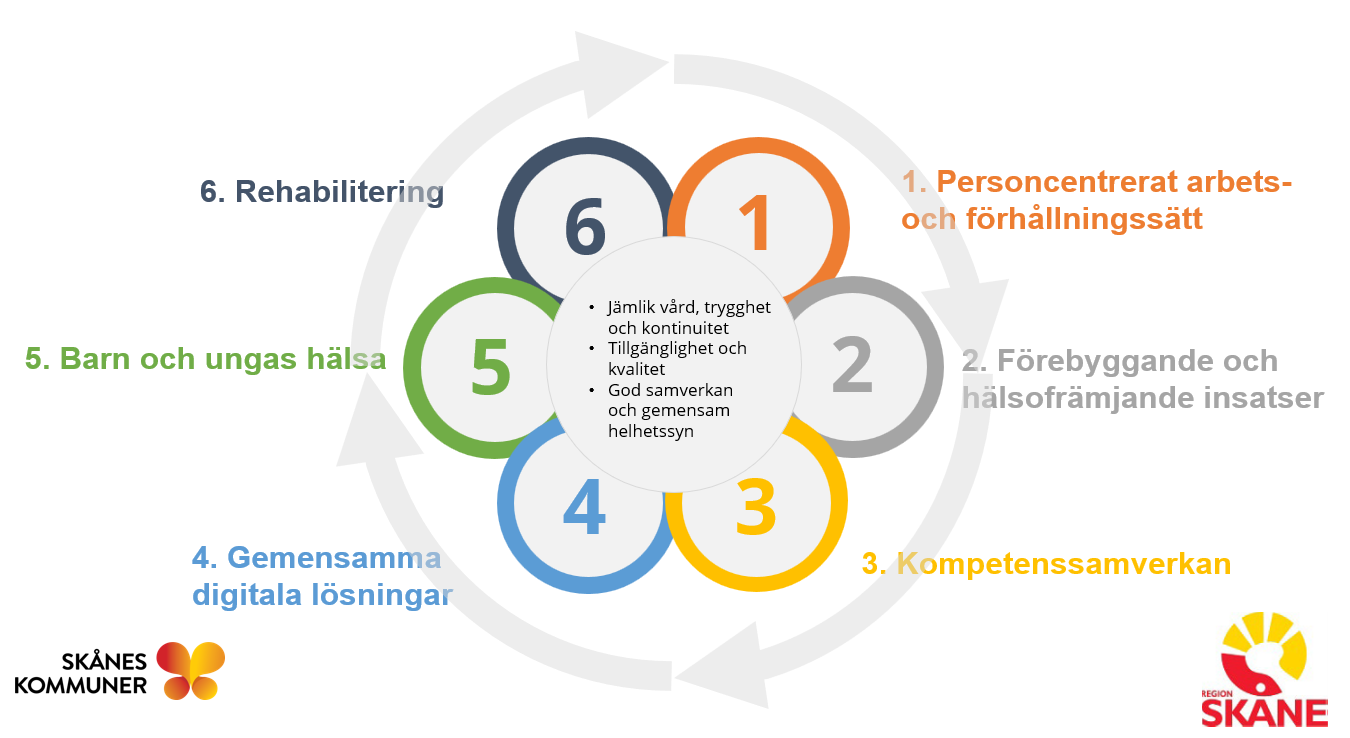 1. Personcentrerat arbets-
och förhållningssätt
2. Förebyggande och
hälsofrämjande insatser
3. Kompetenssamverkan
4. Gemensamma
digitala lösningar
5. Barn och ungas hälsa
6. Rehabilitering
6
1
5
2
4
3
• Jämlik vård, trygghet
och kontinuitet
• Tillgänglighet och
kvalitet
• God samverkan
och gemensam
helhetssyn
SKÅNES
KOMMUNER
REGION
SKÅNE